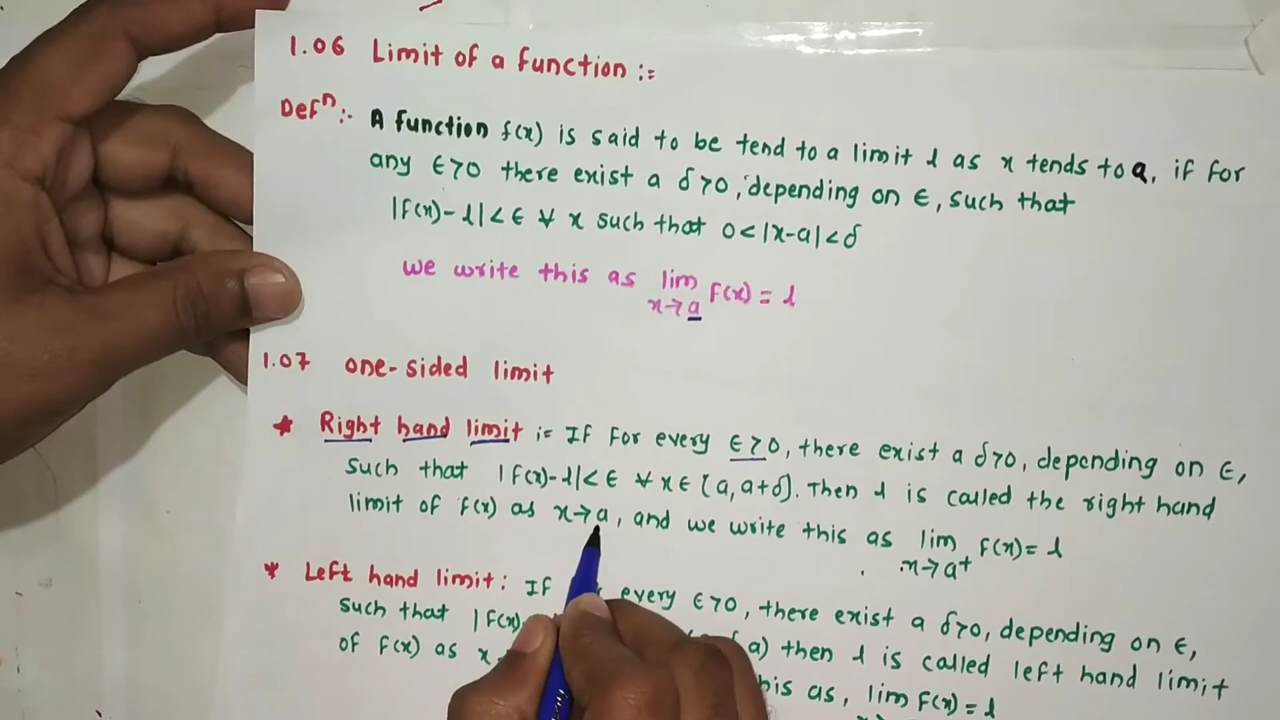 1.06 Limit of a function :=
Defⁿ:- A function f(x) is said to be tend to a limit l as x tends to a, if for
any ϵ>0 there exist a δ>0, depending on ϵ, such that
|f(x)-l|<ϵ ∀ x such that 0<|x-a|<δ
we write this as lim f(x) = l
x→a
1.07 one-sided limit
* Right hand limit := If for every ϵ>0, there exist a δ>0, depending on ϵ,
such that |f(x)-l|<ϵ ∀ x∈(a, a+δ). Then l is called the right hand
limit of f(x) as x→a, and we write this as lim f(x)= l
x→a⁺
* Left hand limit: If every ϵ>0, there exist a δ>0, depending on ϵ,
such that |f(x) a) then l is called left hand limit
of f(x) as x this as, lim f(x) = l